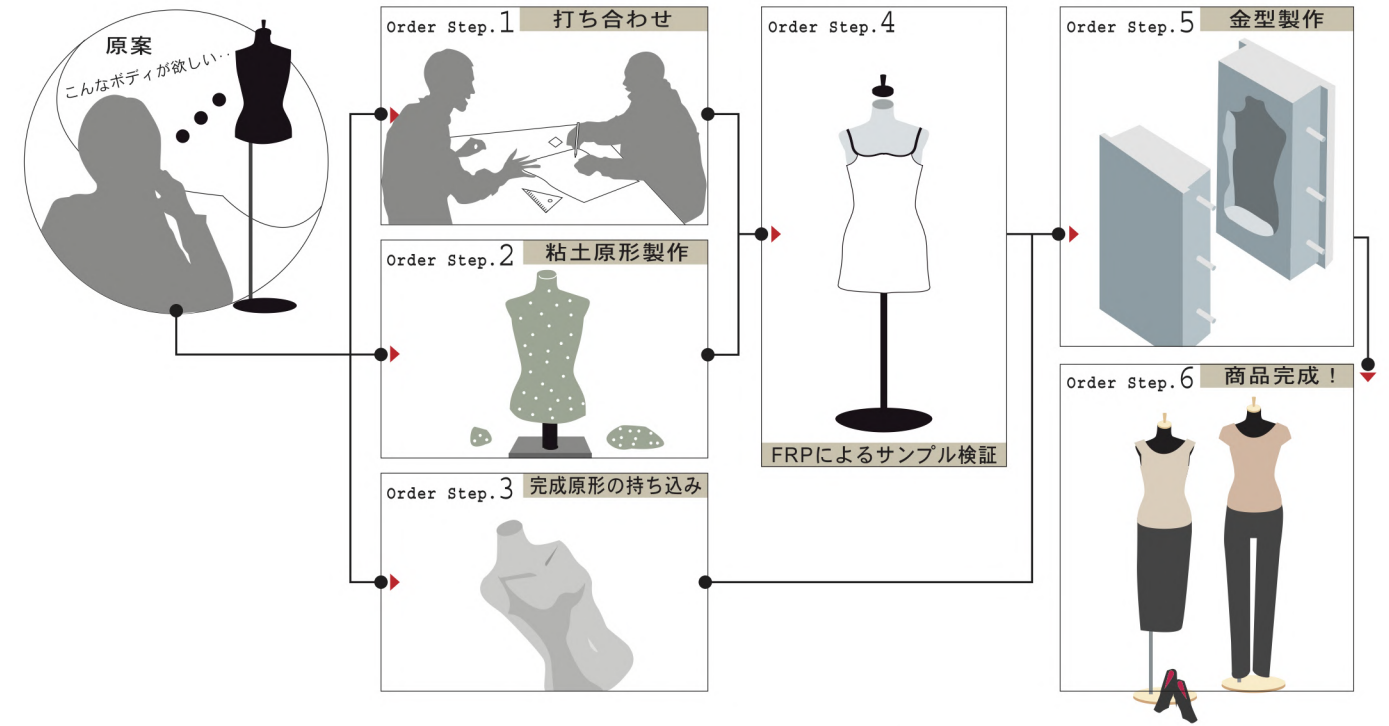 原案
こんなボディが欲しい‥
Order Step.1 打ち合わせ
Order Step.2 粘土原形製作
Order Step.3 完成原形の持ち込み
Order Step.4
FRPによるサンプル検証
Order Step.5 金型製作
Order Step.6 商品完成！